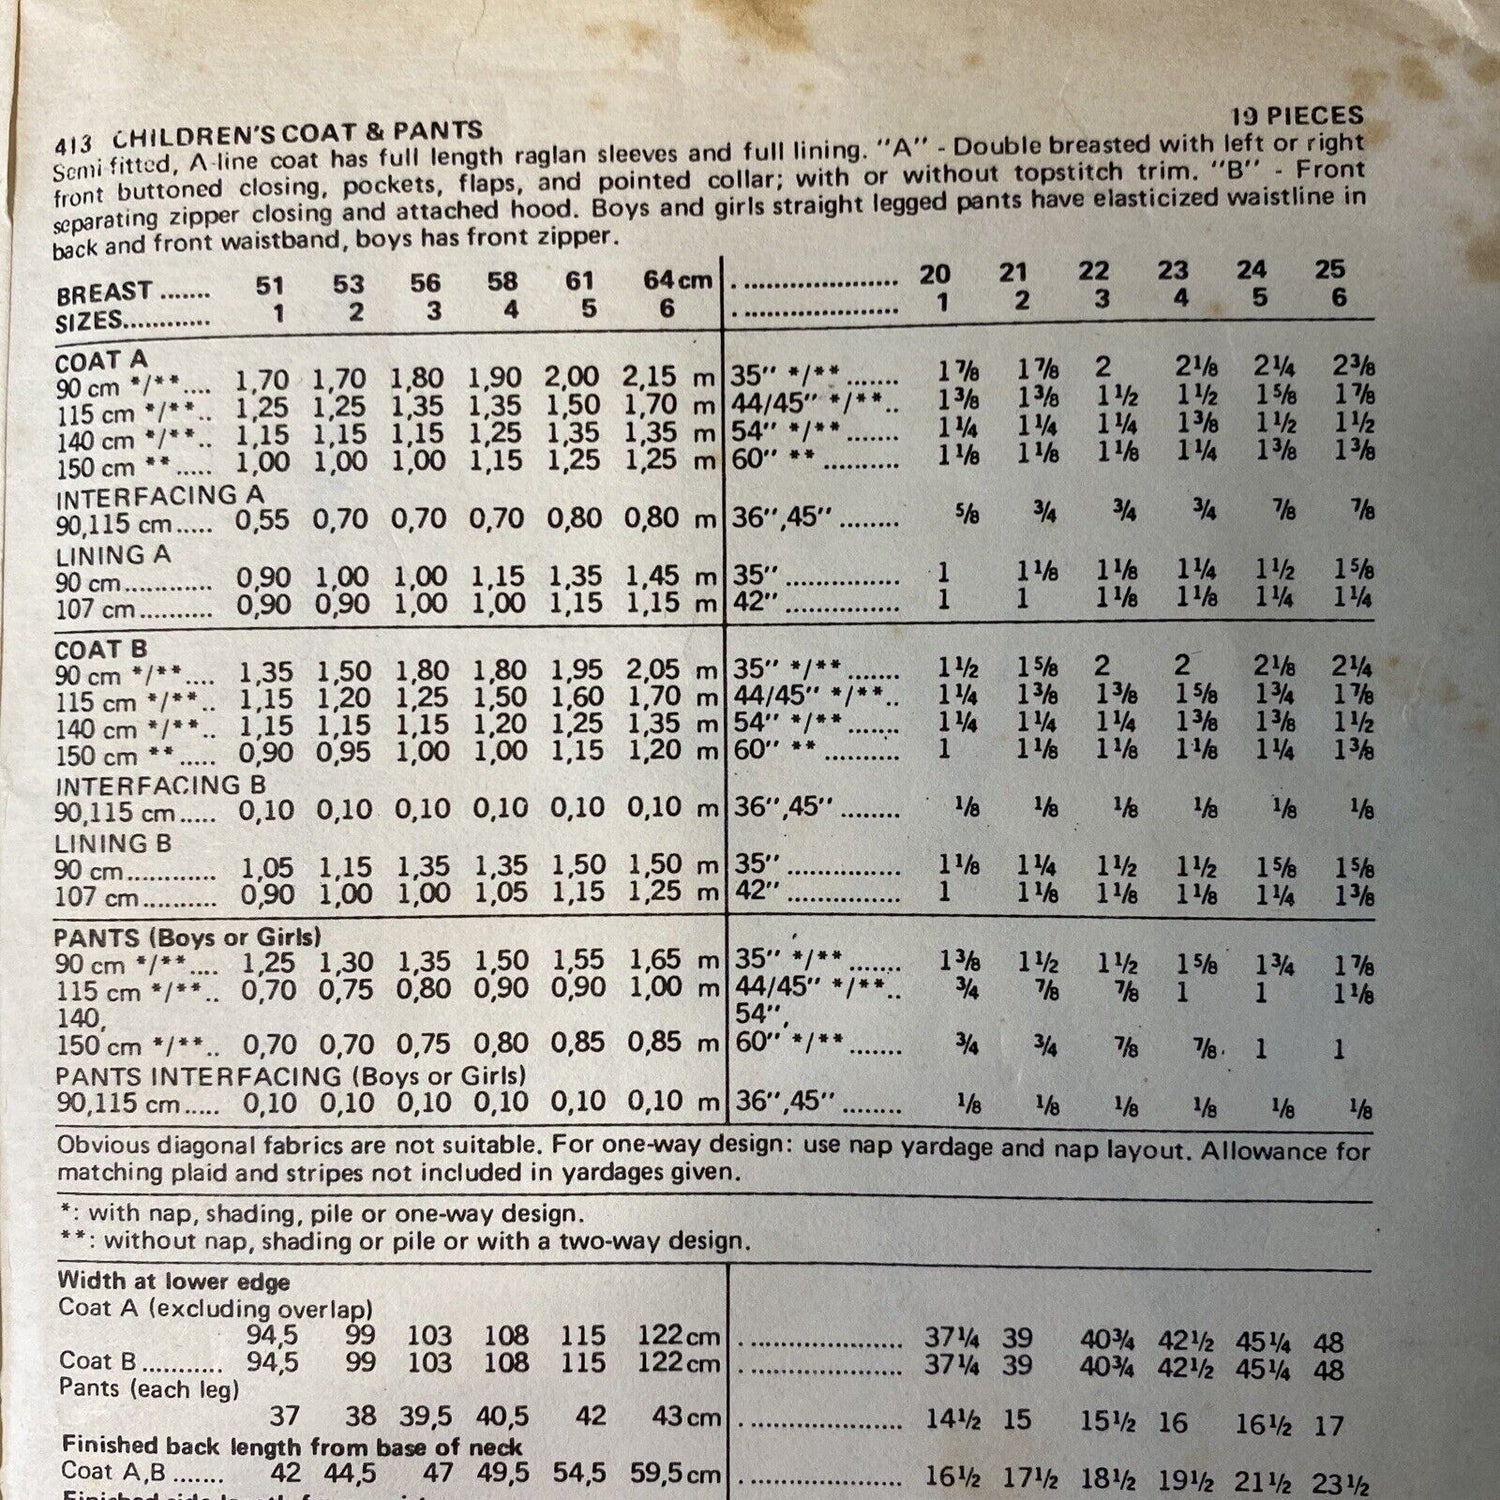 413 CHILDREN'S COAT & PANTS 19 PIECES
Semi fitted, A-line coat has full length raglan sleeves and full lining. "A" - Double breasted with left or right
front buttoned closing, pockets, flaps, and pointed collar; with or without topstitch trim. "B" - Front
separating zipper closing and attached hood. Boys and girls straight legged pants have elasticized waistline in
back and front waistband, boys has front zipper.
BREAST ....... 51 53 56 58 61 64 cm . ..................... 20 21 22 23 24 25
SIZES............ 1 2 3 4 5 6 . ..................... 1 2 3 4 5 6
COAT A
90 cm */**.... 1,70 1,70 1,80 1,90 2,00 2,15 m 35" */**....... 1⅞ 1⅞ 2 2⅛ 2¼ 2⅜
115 cm */**.. 1,25 1,25 1,35 1,35 1,50 1,70 m 44/45" */**.. 1⅜ 1⅜ 1½ 1½ 1⅝ 1⅞
140 cm */**.. 1,15 1,15 1,15 1,25 1,35 1,35 m 54" */**....... 1¼ 1¼ 1¼ 1⅜ 1½ 1½
150 cm ** ..... 1,00 1,00 1,00 1,15 1,25 1,25 m 60" ** .......... 1⅛ 1⅛ 1⅛ 1¼ 1⅜ 1⅜
INTERFACING A
90,115 cm..... 0,55 0,70 0,70 0,70 0,80 0,80 m 36",45" ........ ⅝ ¾ ¾ ¾ ⅞ ⅞
LINING A
90 cm............ 0,90 1,00 1,00 1,15 1,35 1,45 m 35" ............... 1 1⅛ 1⅛ 1¼ 1½ 1⅝
107 cm.......... 0,90 0,90 1,00 1,00 1,15 1,15 m 42" ............... 1 1 1⅛ 1⅛ 1¼ 1¼
COAT B
90 cm */**.... 1,35 1,50 1,80 1,80 1,95 2,05 m 35" */** ....... 1½ 1⅝ 2 2 2⅛ 2¼
115 cm */**.. 1,15 1,20 1,25 1,50 1,60 1,70 m 44/45" */**.. 1¼ 1⅜ 1⅜ 1⅝ 1¾ 1⅞
140 cm */**.. 1,15 1,15 1,15 1,20 1,25 1,35 m 54" */** ....... 1¼ 1¼ 1¼ 1⅜ 1⅜ 1½
150 cm ** ..... 0,90 0,95 1,00 1,00 1,15 1,20 m 60" ** .......... 1 1⅛ 1⅛ 1⅛ 1¼ 1⅜
INTERFACING B
90,115 cm..... 0,10 0,10 0,10 0,10 0,10 0,10 m 36",45" ........ ⅛ ⅛ ⅛ ⅛ ⅛ ⅛
LINING B
90 cm............ 1,05 1,15 1,35 1,35 1,50 1,50 m 35" ............... 1⅛ 1¼ 1½ 1½ 1⅝ 1⅝
107 cm.......... 0,90 1,00 1,00 1,05 1,15 1,25 m 42" ............... 1 1⅛ 1⅛ 1⅛ 1¼ 1⅜
PANTS (Boys or Girls)
90 cm */**.... 1,25 1,30 1,35 1,50 1,55 1,65 m 35" */** ....... 1⅜ 1½ 1½ 1⅝ 1¾ 1⅞
115 cm */**.. 0,70 0,75 0,80 0,90 0,90 1,00 m 44/45" */**.. ¾ ⅞ ⅞ 1 1 1⅛
140, 54",
150 cm */**.. 0,70 0,70 0,75 0,80 0,85 0,85 m 60" */**....... ¾ ¾ ⅞ ⅞ 1 1
PANTS INTERFACING (Boys or Girls)
90,115 cm..... 0,10 0,10 0,10 0,10 0,10 0,10 m 36",45" ........ ⅛ ⅛ ⅛ ⅛ ⅛ ⅛
Obvious diagonal fabrics are not suitable. For one-way design: use nap yardage and nap layout. Allowance for
matching plaid and stripes not included in yardages given.
*: with nap, shading, pile or one-way design.
**: without nap, shading or pile or with a two-way design.
Width at lower edge
Coat A (excluding overlap)
94,5 99 103 108 115 122 cm . ..................... 37¼ 39 40¾ 42½ 45¼ 48
Coat B ........... 94,5 99 103 108 115 122 cm . ..................... 37¼ 39 40¾ 42½ 45¼ 48
Pants (each leg)
37 38 39,5 40,5 42 43 cm . ..................... 14½ 15 15½ 16 16½ 17
Finished back length from base of neck
Coat A,B ....... 42 44,5 47 49,5 54,5 59,5 cm . ..................... 16½ 17½ 18½ 19½ 21½ 23½